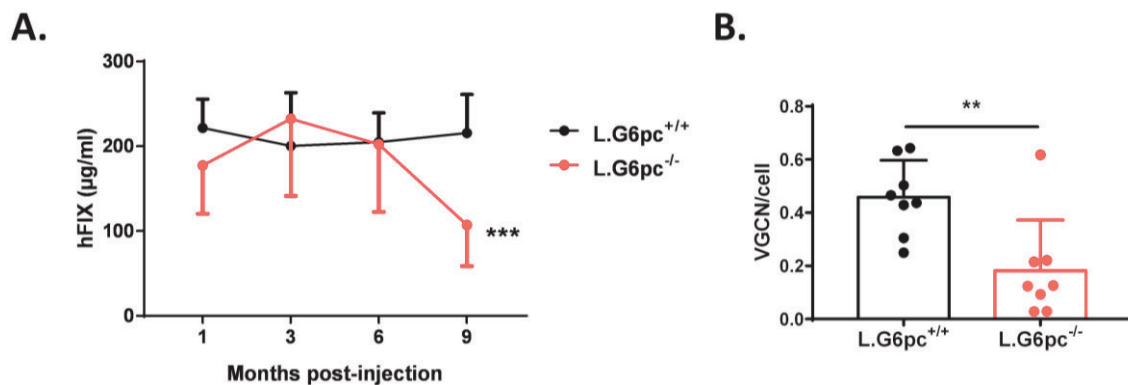 A.
300
200
100
0
hFIX (µg/ml)
1 3 6 9
Months post-injection
***
L.G6pc+/+
L.G6pc-/-
B.
**
0.8
0.6
0.4
0.2
0.0
VGCN/cell
L.G6pc+/+ L.G6pc-/-